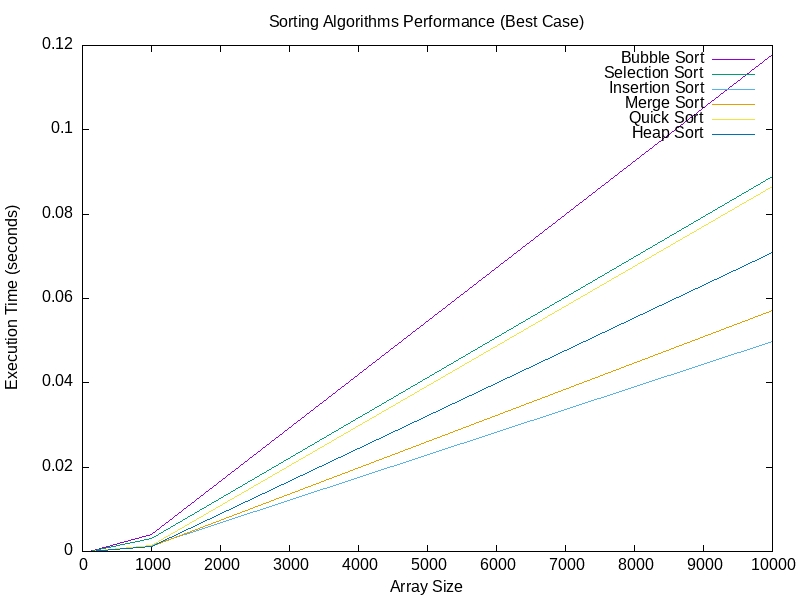 Sorting Algorithms Performance (Best Case)
0.12
0.1
0.08
0.06
0.04
0.02
0
Execution Time (seconds)
Bubble Sort
Selection Sort
Insertion Sort
Merge Sort
Quick Sort
Heap Sort
0 1000 2000 3000 4000 5000 6000 7000 8000 9000 10000
Array Size